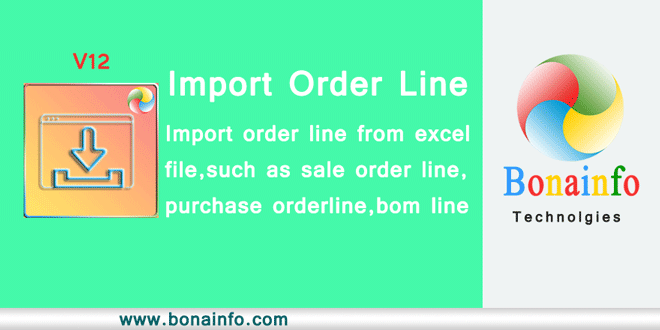 V12
Import Order Line
Import order line from excel
file,such as sale order line,
purchase orderline,bom line
Bonainfo
Technolgies
www.bonainfo.com